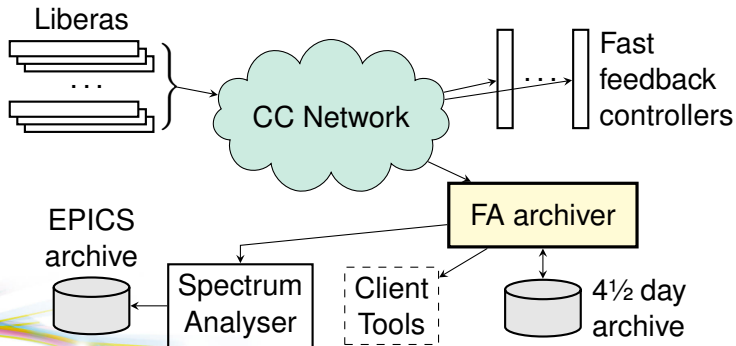 Liberas
. . .
CC Network
. . .
Fast
feedback
controllers
EPICS
archive
FA archiver
Spectrum
Analyser
Client
Tools
4½ day
archive